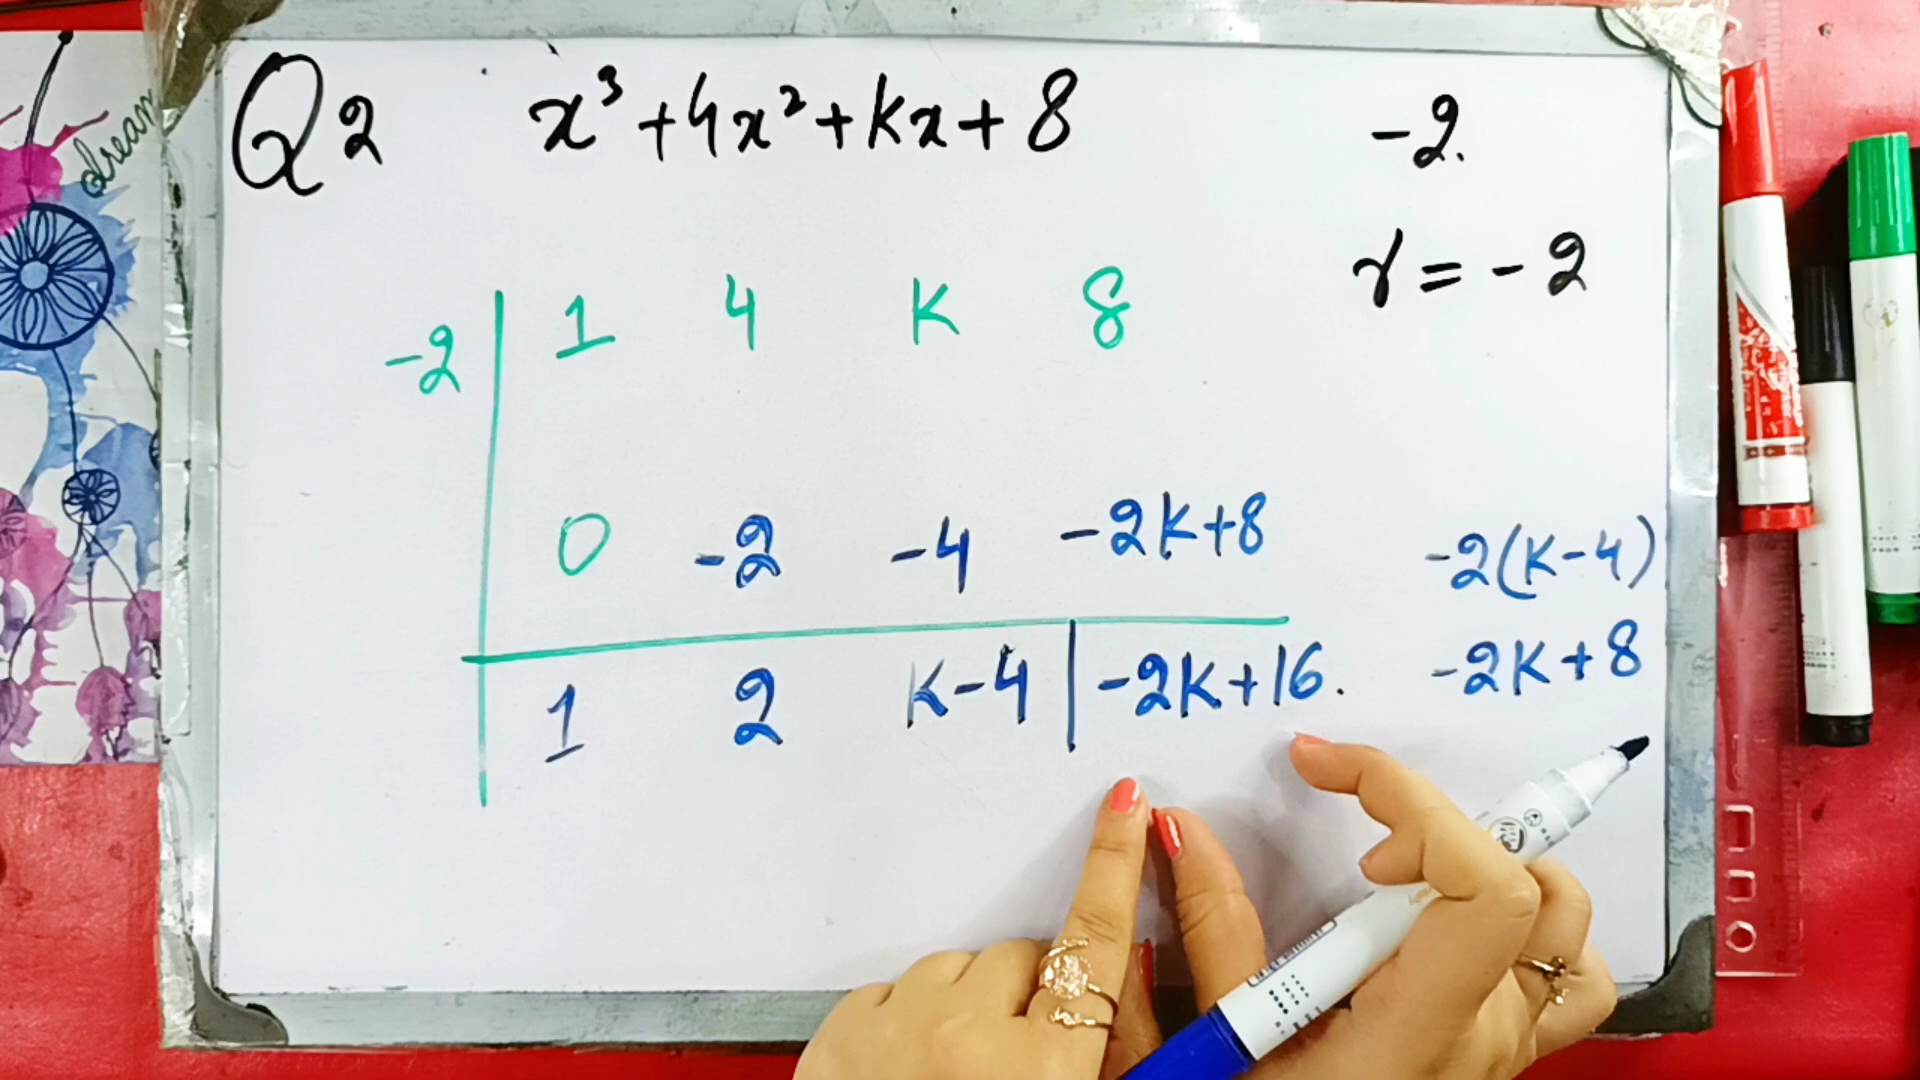 Q2 x³+4x²+kx+8 -2.
r = -2
-2 1 4 K 8
0 -2 -4 -2K+8 -2(K-4)
1 2 K-4 -2K+16. -2K+8
dream